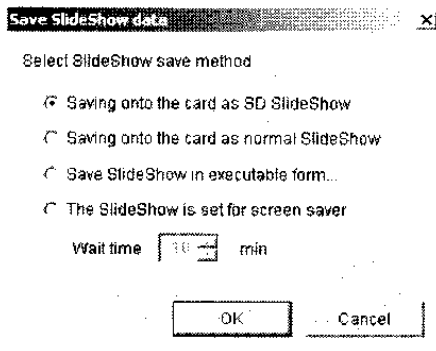 Save SlideShow data
Select SlideShow save method
Saving onto the card as SD SlideShow
Saving onto the card as normal SlideShow
Save SlideShow in executable form...
The SlideShow is set for screen saver
Wait time 10 min
OK Cancel